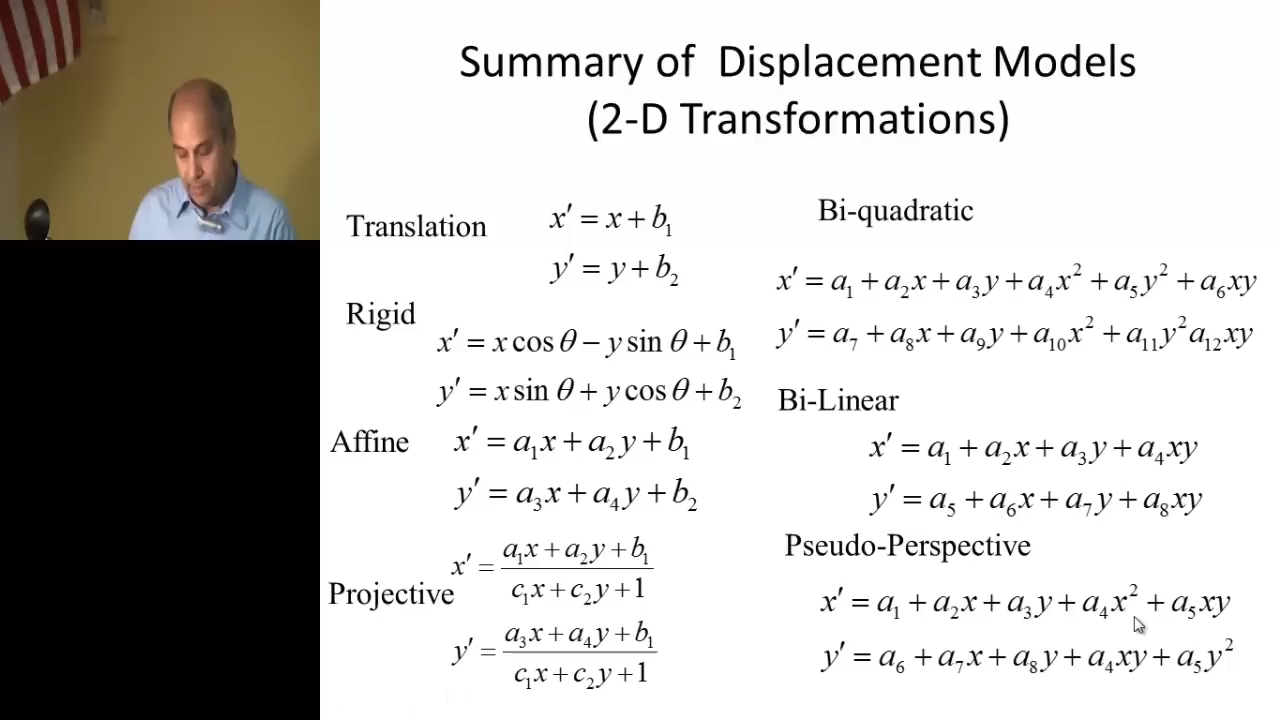 Summary of Displacement Models
(2-D Transformations)
Translation
x′ = x + b₁
y′ = y + b₂
Rigid
x′ = x cos θ − y sin θ + b₁
y′ = x sin θ + y cos θ + b₂
Affine
x′ = a₁x + a₂y + b₁
y′ = a₃x + a₄y + b₂
Projective
x′ = (a₁x + a₂y + b₁) / (c₁x + c₂y + 1)
y′ = (a₃x + a₄y + b₁) / (c₁x + c₂y + 1)
Bi-quadratic
x′ = a₁ + a₂x + a₃y + a₄x² + a₅y² + a₆xy
y′ = a₇ + a₈x + a₉y + a₁₀x² + a₁₁y²a₁₂xy
Bi-Linear
x′ = a₁ + a₂x + a₃y + a₄xy
y′ = a₅ + a₆x + a₇y + a₈xy
Pseudo-Perspective
x′ = a₁ + a₂x + a₃y + a₄x² + a₅xy
y′ = a₆ + a₇x + a₈y + a₄xy + a₅y²